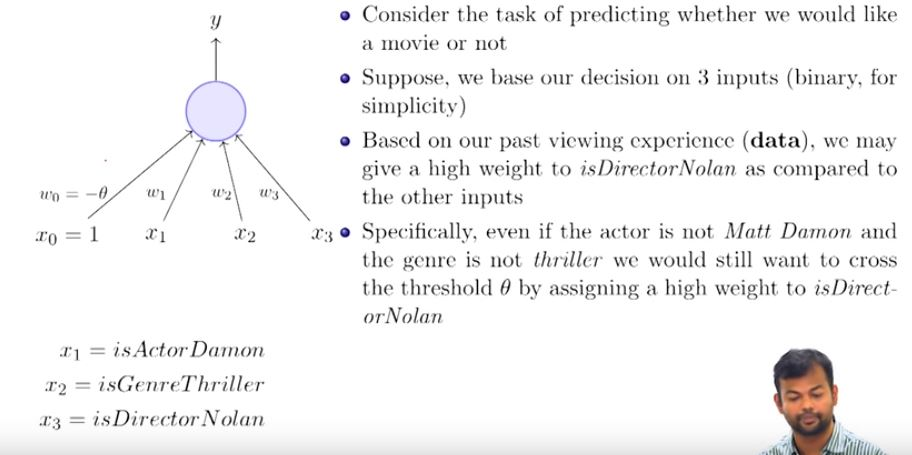 y
w₀ = −θ
w₁
w₂
w₃
x₀ = 1
x₁
x₂
x₃
Consider the task of predicting whether we would like
a movie or not
Suppose, we base our decision on 3 inputs (binary, for
simplicity)
Based on our past viewing experience (data), we may
give a high weight to isDirectorNolan as compared to
the other inputs
Specifically, even if the actor is not Matt Damon and
the genre is not thriller we would still want to cross
the threshold θ by assigning a high weight to isDirect-
orNolan
x₁ = isActorDamon
x₂ = isGenreThriller
x₃ = isDirectorNolan